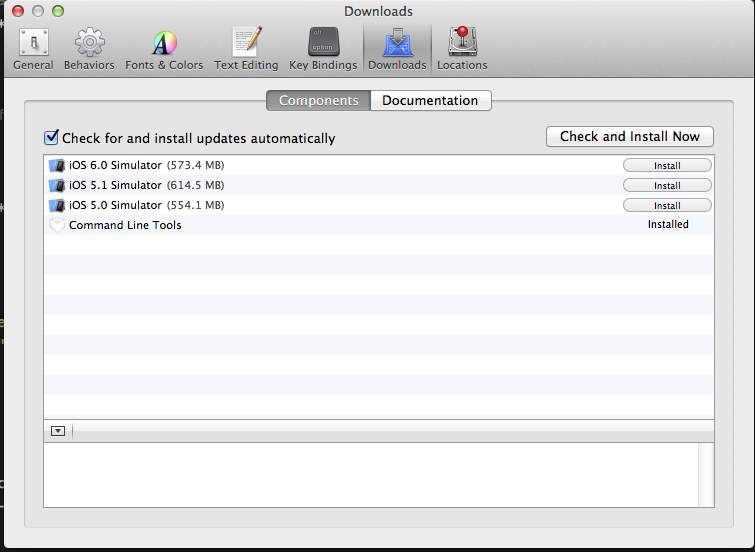 Downloads
alt
option
General Behaviors Fonts & Colors Text Editing Key Bindings Downloads Locations
Components Documentation
Check for and install updates automatically Check and Install Now
iOS 6.0 Simulator (573.4 MB) Install
iOS 5.1 Simulator (614.5 MB) Install
iOS 5.0 Simulator (554.1 MB) Install
Command Line Tools Installed